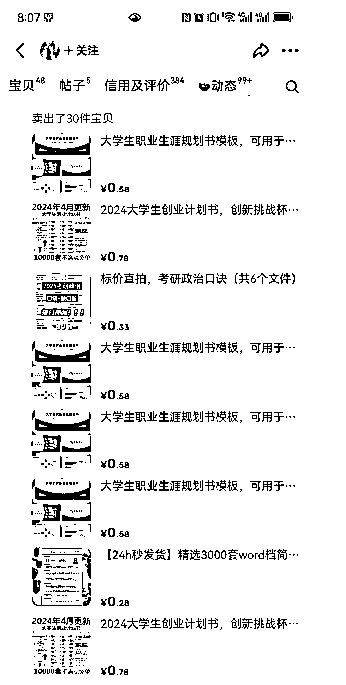 8:07
+关注
宝贝48 帖子5 信用及评价384 动态99+
卖出了30件宝贝
大学生职业生涯规划书模板，可用于…
¥0.58
2024年4月更新
2024大学生创业计划书，创新挑战杯…
¥0.78
标价直拍，考研政治口诀（共6个文件）
¥0.33
大学生职业生涯规划书模板，可用于…
¥0.58
大学生职业生涯规划书模板，可用于…
¥0.58
大学生职业生涯规划书模板，可用于…
¥0.58
【24h秒发货】精选3000套word档简…
¥0.28
2024年4月更新
2024大学生创业计划书，创新挑战杯…
¥0.78